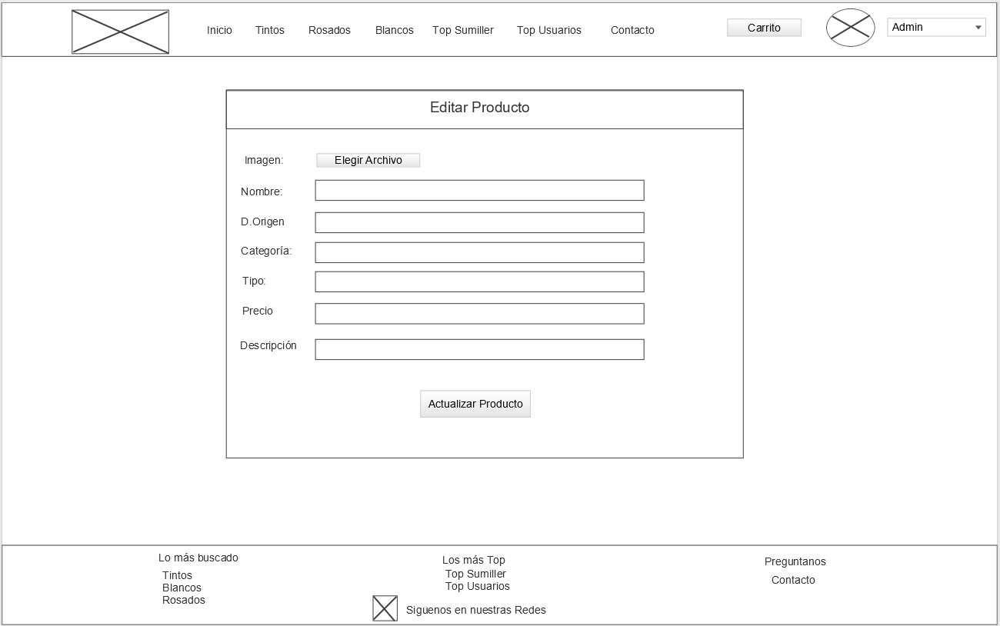 Inicio Tintos Rosados Blancos Top Sumiller Top Usuarios Contacto Carrito Admin
Editar Producto
Imagen: Elegir Archivo
Nombre:
D.Origen
Categoría:
Tipo:
Precio
Descripción
Actualizar Producto
Lo más buscado
Tintos
Blancos
Rosados
Los más Top
Top Sumiller
Top Usuarios
Siguenos en nuestras Redes
Preguntanos
Contacto